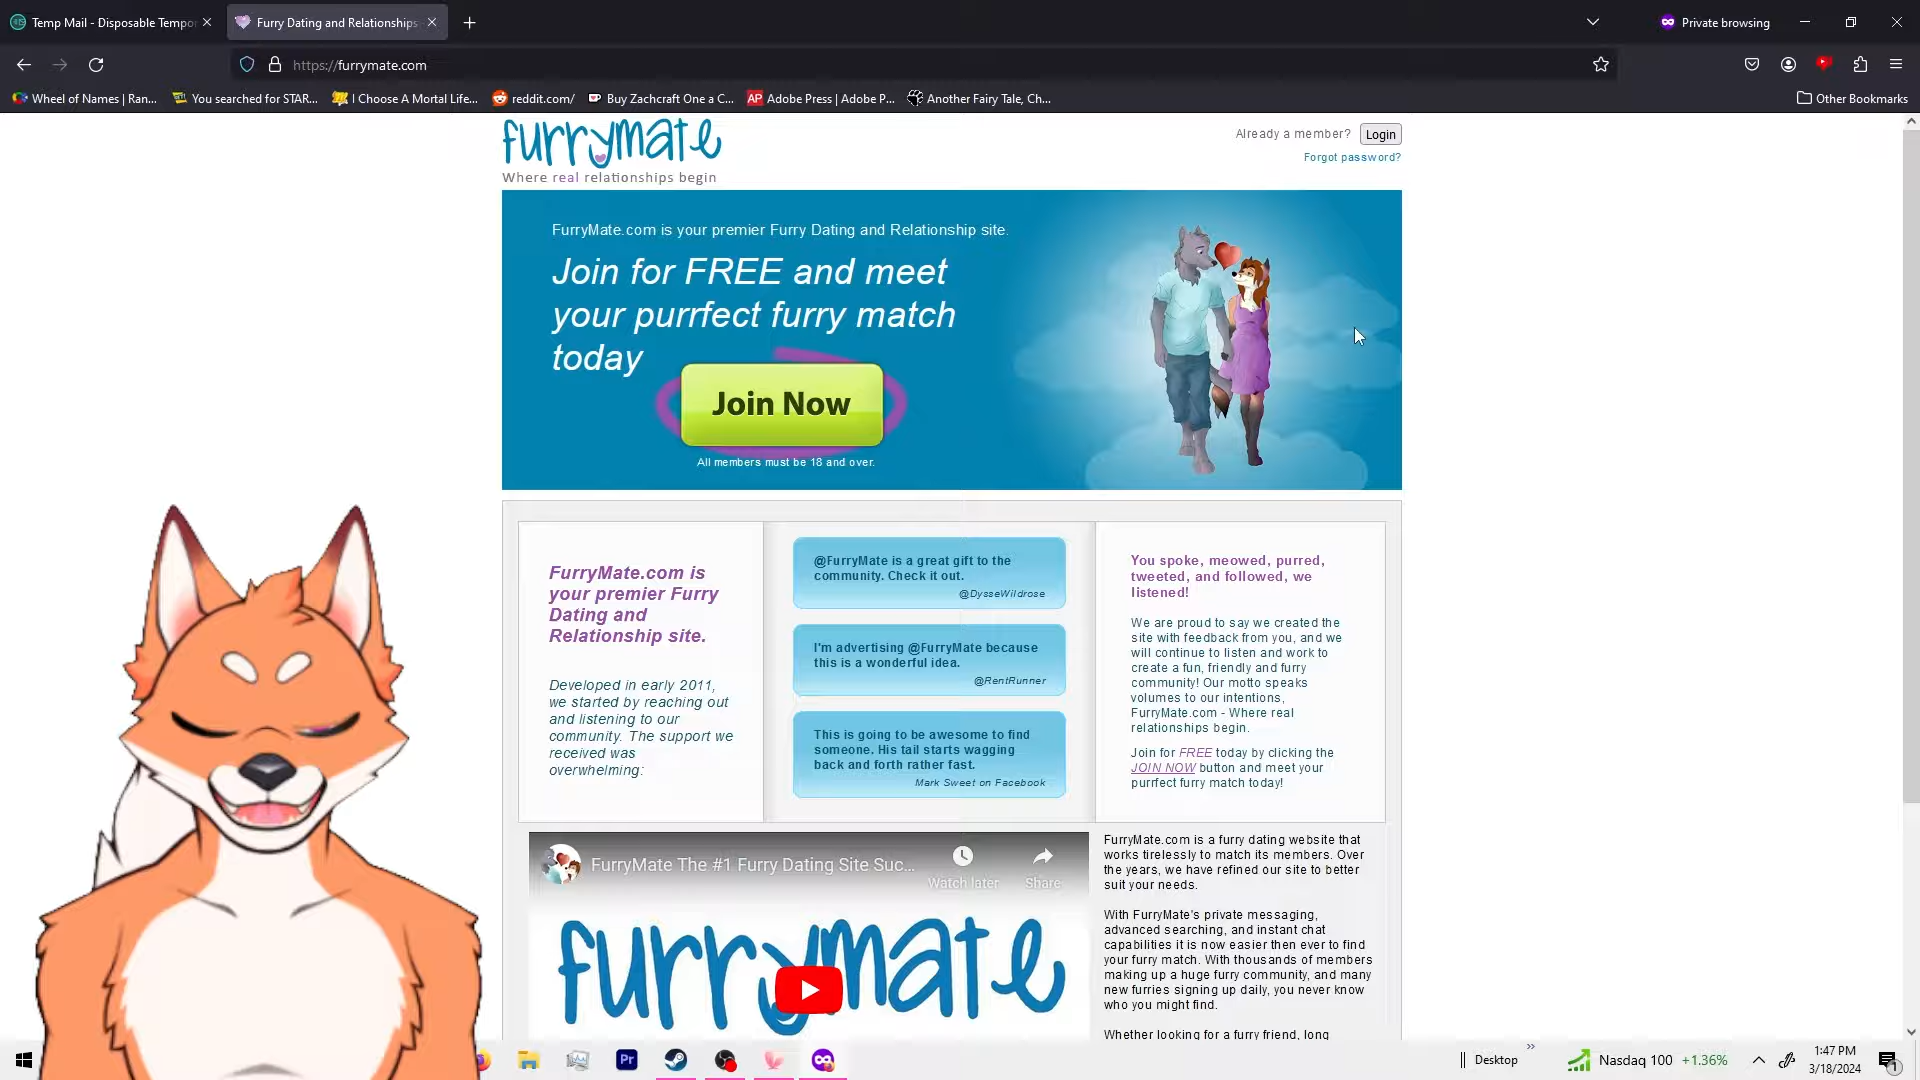 Temp Mail - Disposable Tempor
Furry Dating and Relationships
Private browsing
https://furrymate.com
Wheel of Names | Ran...
You searched for STAR...
I Choose A Mortal Life...
reddit.com/
Buy Zachcraft One a C...
AP
Adobe Press | Adobe P...
Another Fairy Tale, Ch...
Other Bookmarks
furrymate
Where real relationships begin
Already a member?
Login
Forgot password?
FurryMate.com is your premier Furry Dating and Relationship site.
Join for FREE and meet
your purrfect furry match
today
Join Now
All members must be 18 and over.
FurryMate.com is
your premier Furry
Dating and
Relationship site.
Developed in early 2011,
we started by reaching out
and listening to our
community. The support we
received was
overwhelming:
@FurryMate is a great gift to the
community. Check it out.
@DysseWildrose
I'm advertising @FurryMate because
this is a wonderful idea.
@RentRunner
This is going to be awesome to find
someone. His tail starts wagging
back and forth rather fast.
Mark Sweet on Facebook
You spoke, meowed, purred,
tweeted, and followed, we
listened!
We are proud to say we created the
site with feedback from you, and we
will continue to listen and work to
create a fun, friendly and furry
community! Our motto speaks
volumes to our intentions,
FurryMate.com - Where real
relationships begin.
Join for FREE today by clicking the
JOIN NOW button and meet your
purrfect furry match today!
FurryMate The #1 Furry Dating Site Suc...
Watch later
Share
furrymate
FurryMate.com is a furry dating website that
works tirelessly to match its members. Over
the years, we have refined our site to better
suit your needs.
With FurryMate's private messaging,
advanced searching, and instant chat
capabilities it is now easier then ever to find
your furry match. With thousands of members
making up a huge furry community, and many
new furries signing up daily, you never know
who you might find.
Whether looking for a furry friend, long
Pr
Desktop
Nasdaq 100 +1.36%
1:47 PM
3/18/2024
1